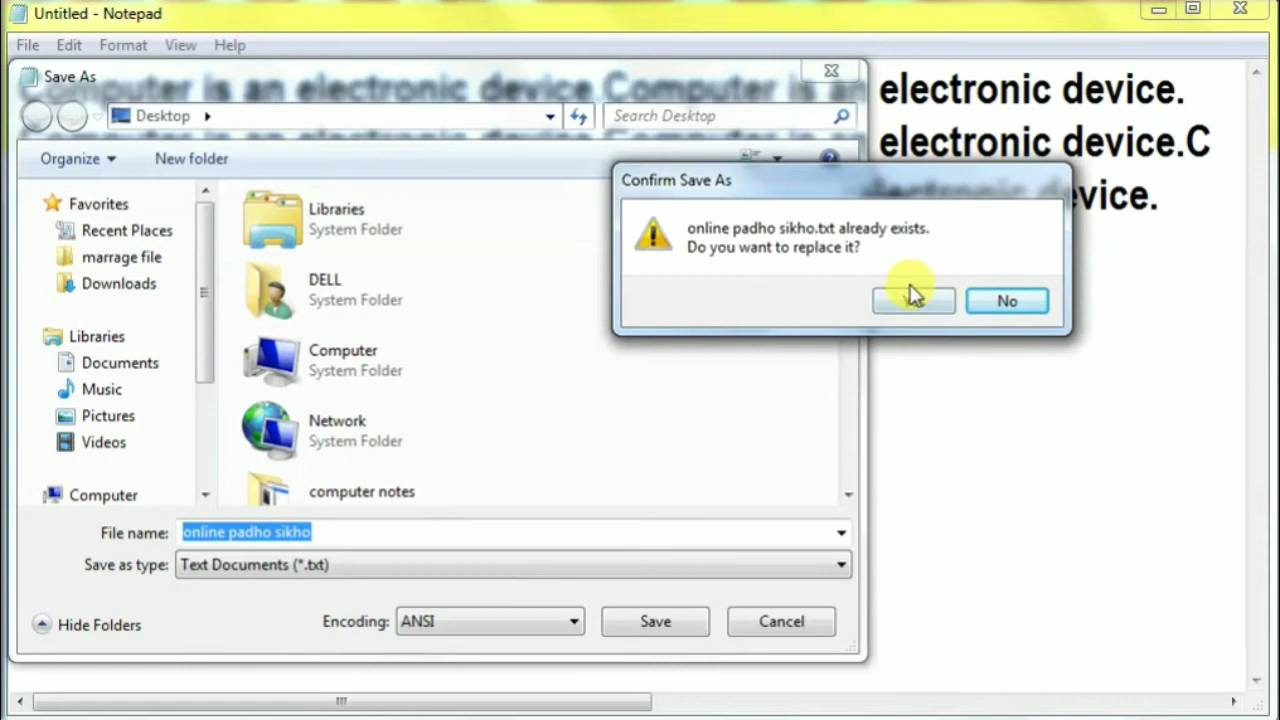 Untitled - Notepad
File Edit Format View Help
Save As
Computer is an electronic device.Computer is an electronic device.
electronic device.C
device.
Desktop
Search Desktop
Organize
New folder
Favorites
Recent Places
marrage file
Downloads
Libraries
Documents
Music
Pictures
Videos
Computer
Libraries
System Folder
DELL
System Folder
Computer
System Folder
Network
System Folder
computer notes
Confirm Save As
online padho sikho.txt already exists.
Do you want to replace it?
No
File name: online padho sikho
Save as type: Text Documents (*.txt)
Hide Folders
Encoding: ANSI
Save
Cancel